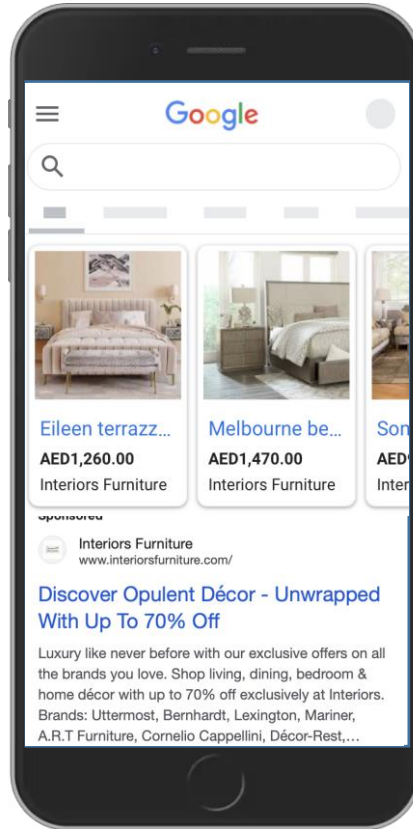 Google
Eileen terrazz...
AED1,260.00
Interiors Furniture
Melbourne be...
AED1,470.00
Interiors Furniture
Son
AED
Inter
Sponsored
Interiors Furniture
www.interiorsfurniture.com/
Discover Opulent Décor - Unwrapped
With Up To 70% Off
Luxury like never before with our exclusive offers on all
the brands you love. Shop living, dining, bedroom &
home décor with up to 70% off exclusively at Interiors.
Brands: Uttermost, Bernhardt, Lexington, Mariner,
A.R.T Furniture, Cornelio Cappellini, Décor-Rest,...